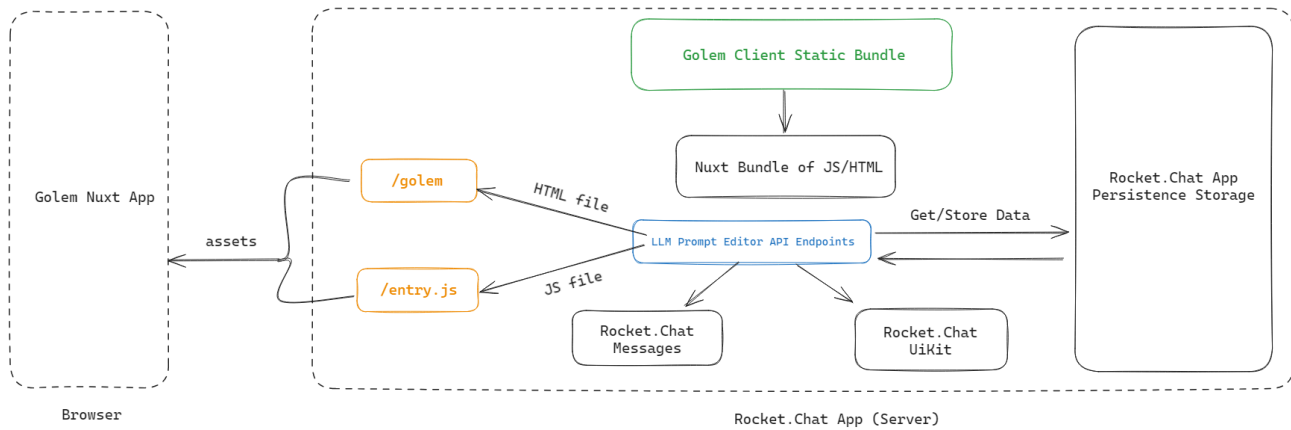 Golem Client Static Bundle
Nuxt Bundle of JS/HTML
Golem Nuxt App
assets
/golem
/entry.js
HTML file
JS file
LLM Prompt Editor API Endpoints
Get/Store Data
Rocket.Chat App
Persistence Storage
Rocket.Chat
Messages
Rocket.Chat
UiKit
Browser
Rocket.Chat App (Server)